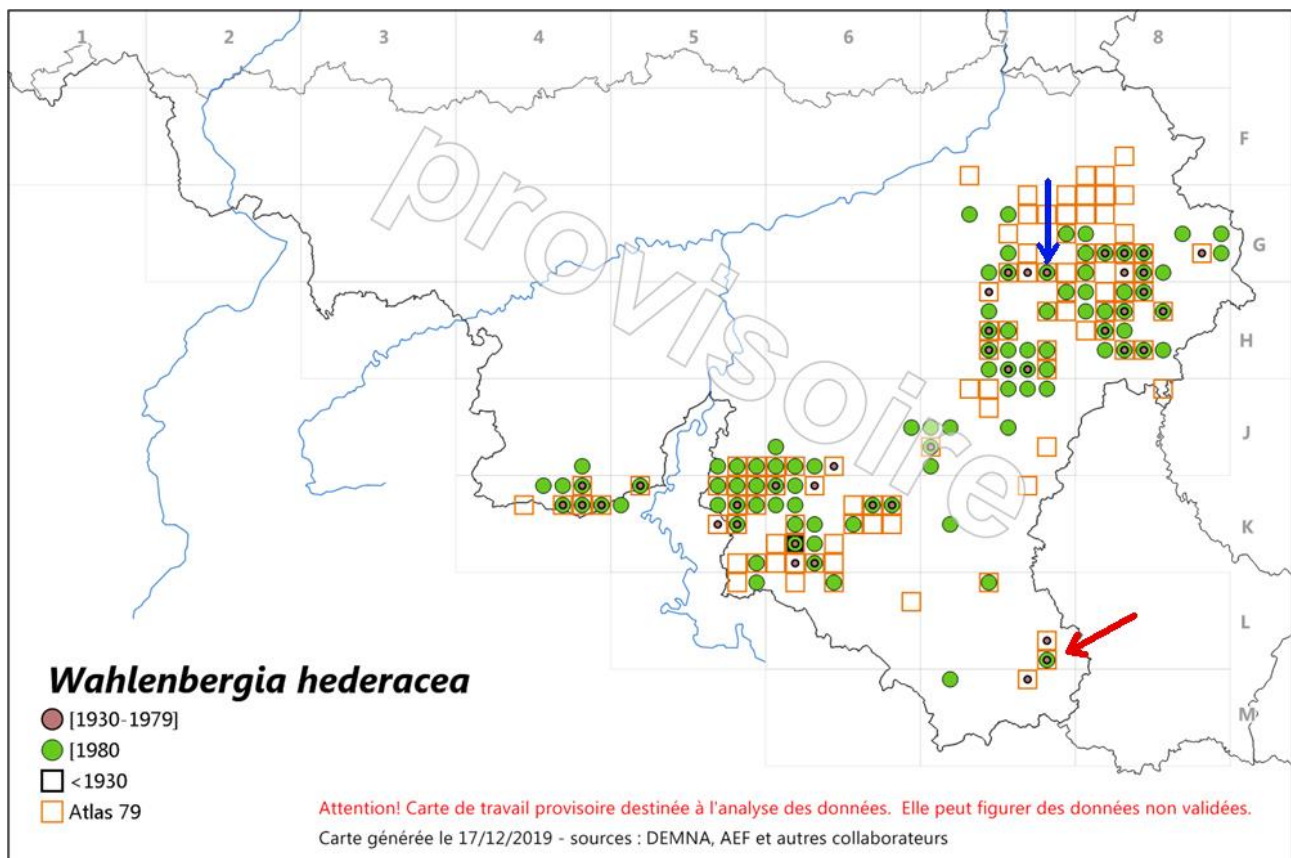 1 2 3 4 5 6 7 8
F
G
H
J
K
L
M
provisoire
Wahlenbergia hederacea
[1930-1979]
[1980
<1930
Atlas 79
Attention! Carte de travail provisoire destinée à l'analyse des données. Elle peut figurer des données non validées.
Carte générée le 17/12/2019 - sources : DEMNA, AEF et autres collaborateurs